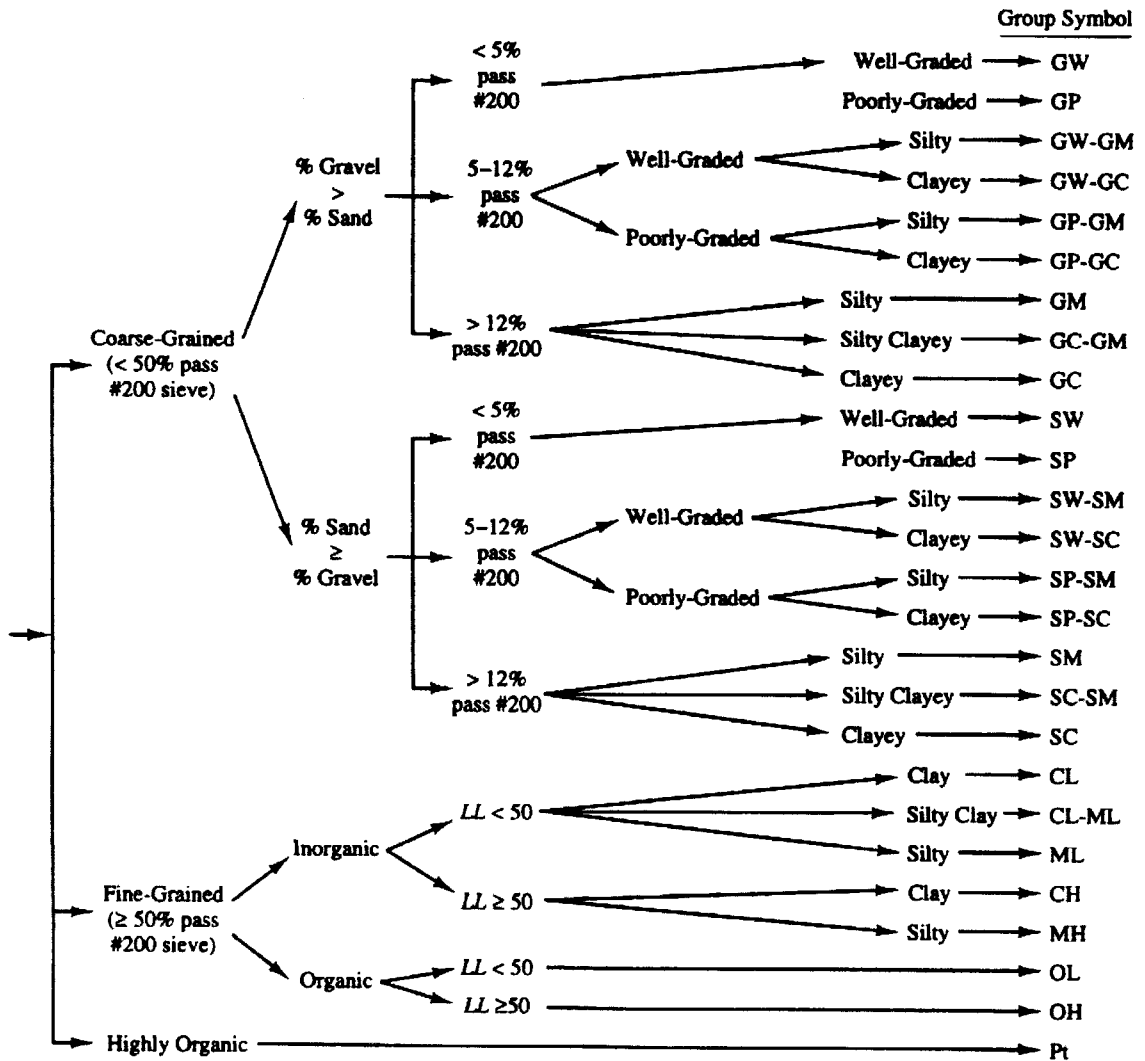 Group Symbol
< 5%
pass
#200
Well-Graded
GW
Poorly-Graded
GP
% Gravel
>
% Sand
5–12%
pass
#200
Well-Graded
Silty
GW-GM
Clayey
GW-GC
Poorly-Graded
Silty
GP-GM
Clayey
GP-GC
> 12%
pass #200
Silty
GM
Silty Clayey
GC-GM
Clayey
GC
Coarse-Grained
(< 50% pass
#200 sieve)
< 5%
pass
#200
Well-Graded
SW
Poorly-Graded
SP
% Sand
≥
% Gravel
5–12%
pass
#200
Well-Graded
Silty
SW-SM
Clayey
SW-SC
Poorly-Graded
Silty
SP-SM
Clayey
SP-SC
> 12%
pass #200
Silty
SM
Silty Clayey
SC-SM
Clayey
SC
Fine-Grained
(≥ 50% pass
#200 sieve)
Inorganic
LL < 50
Clay
CL
Silty Clay
CL-ML
Silty
ML
LL ≥ 50
Clay
CH
Silty
MH
Organic
LL < 50
OL
LL ≥50
OH
Highly Organic
Pt